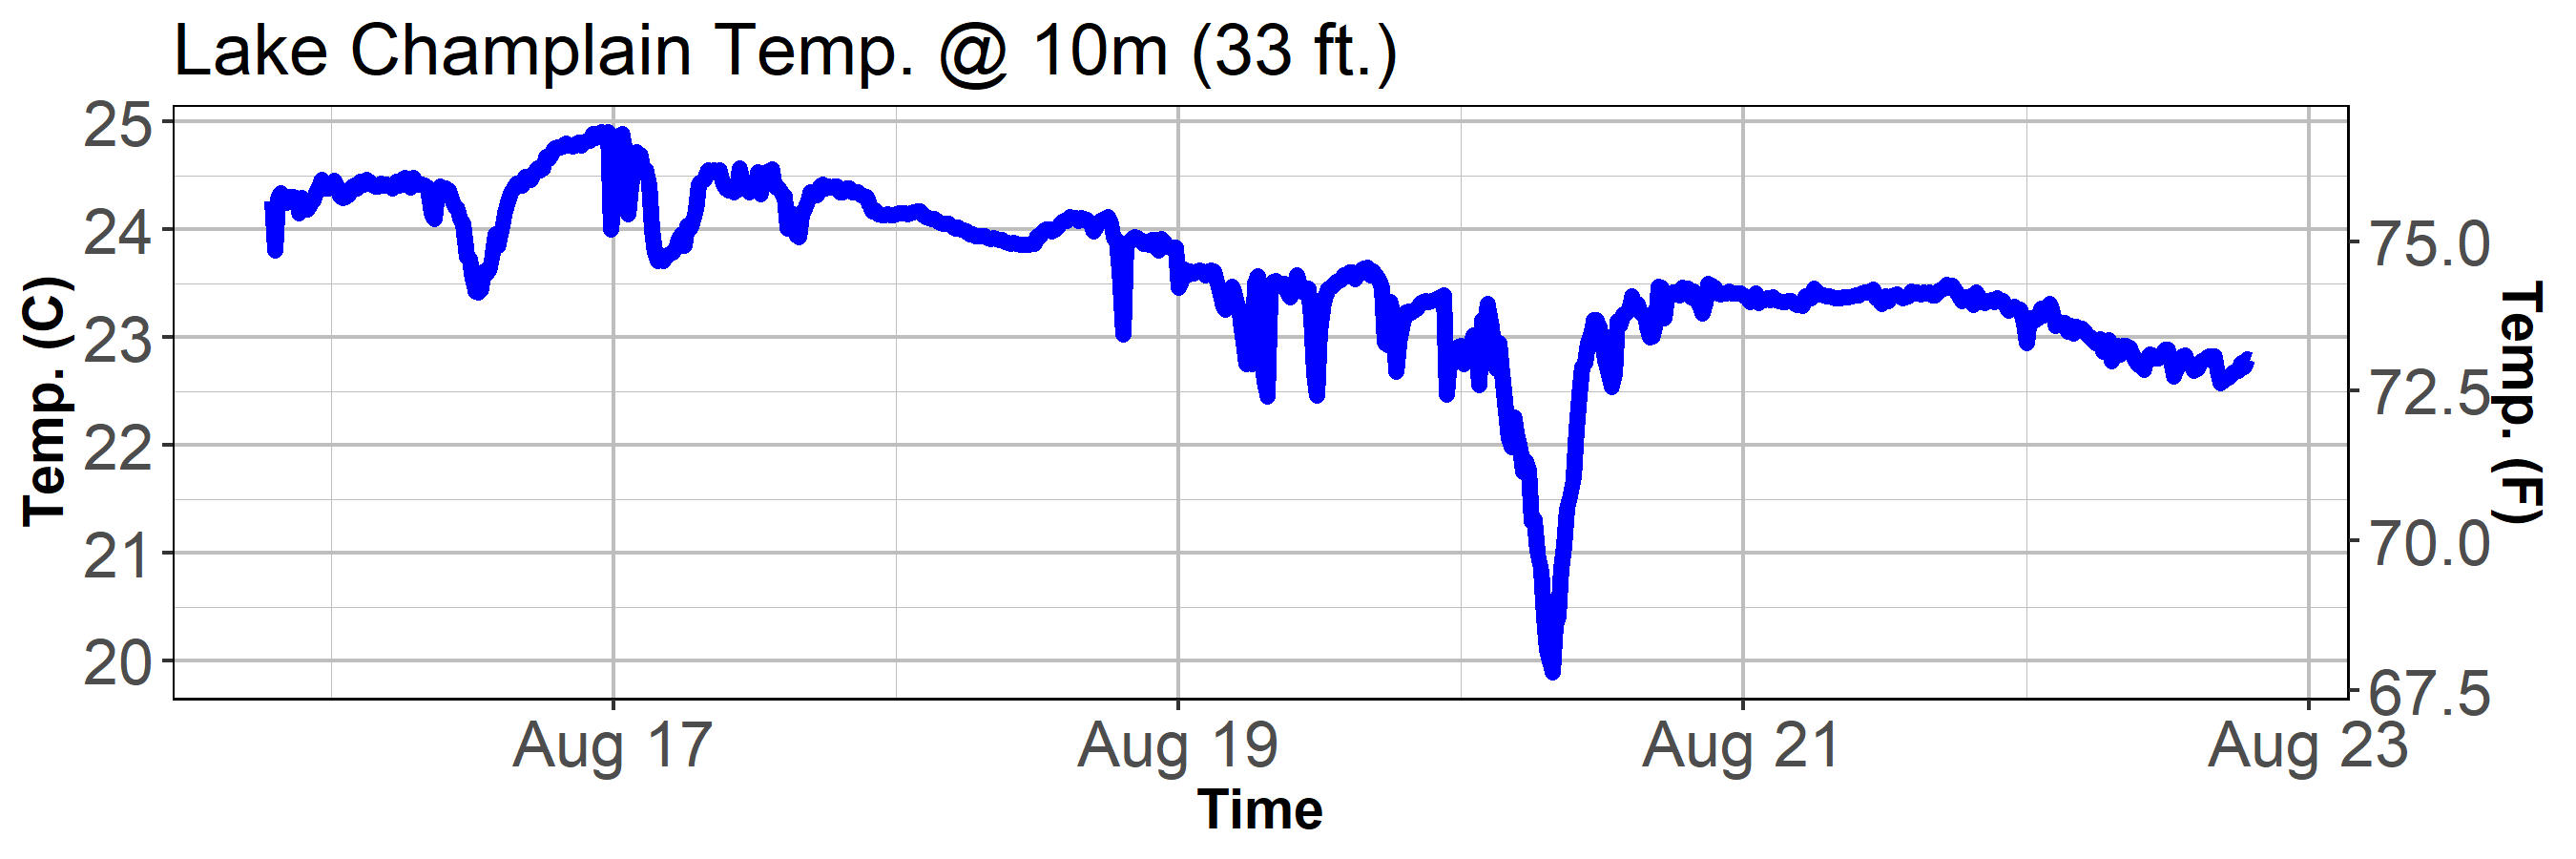 Lake Champlain Temp. @ 10m (33 ft.)
Temp. (C)
25
24
23
22
21
20
75.0
72.5
70.0
67.5
Temp. (F)
Aug 17 Aug 19 Aug 21 Aug 23
Time